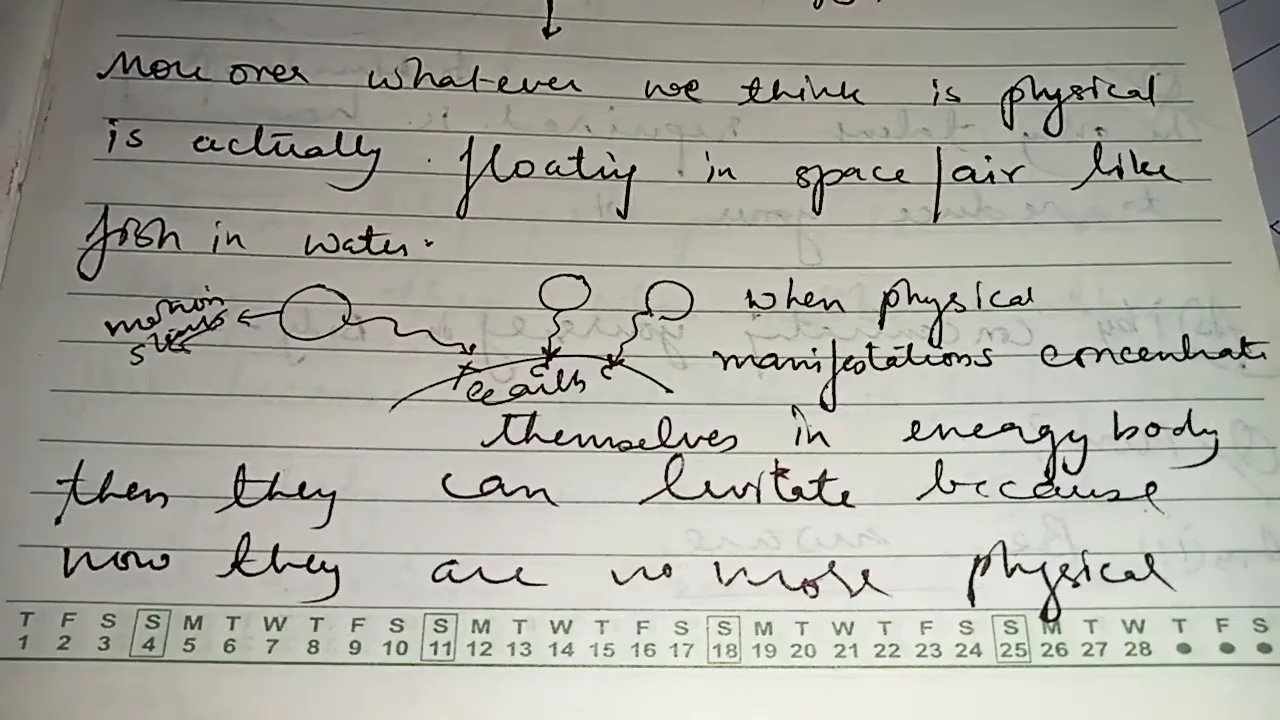 More over whatever we think is physical
is actually floating in space/air like
fish in water.
when physical
manifestations concentrate
earth
themselves in energy body
then they can levitate because
now they are no more physical
T F S S M T W T F S S M T W T F S S M T W T F S S M T W T F S
1 2 3 4 5 6 7 8 9 10 11 12 13 14 15 16 17 18 19 20 21 22 23 24 25 26 27 28